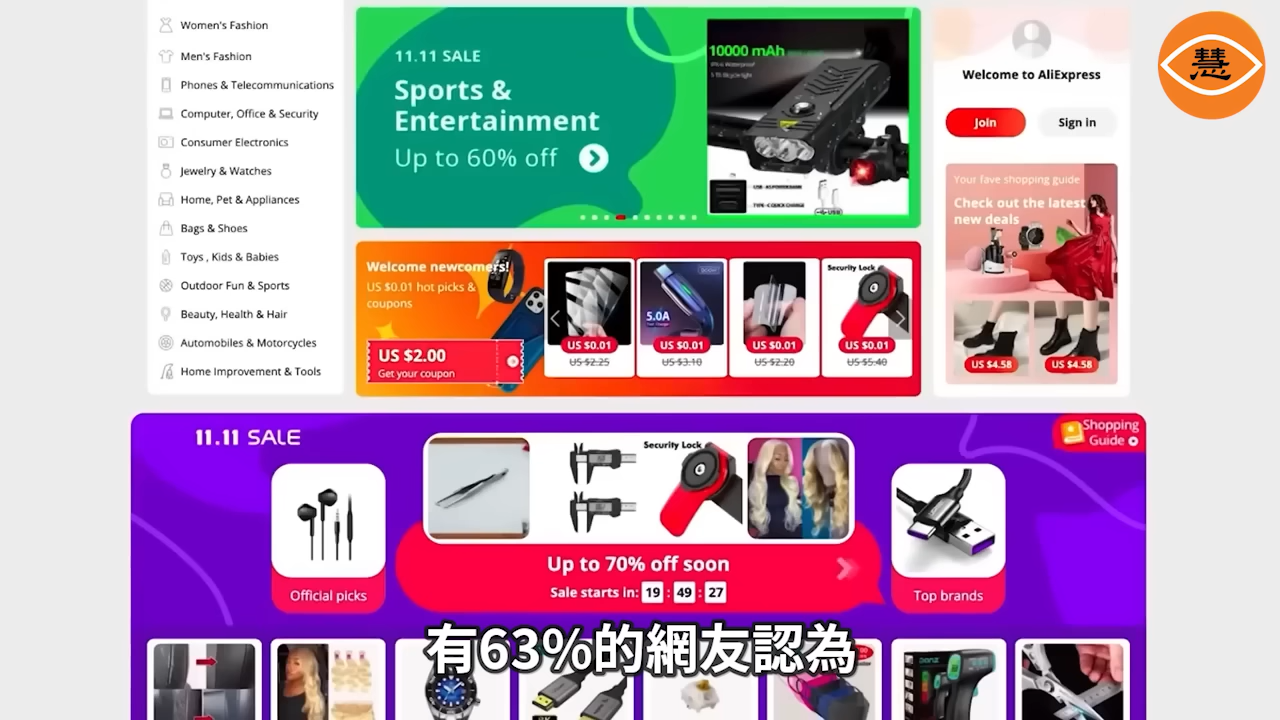 慧
Women's Fashion
Men's Fashion
Phones & Telecommunications
Computer, Office & Security
Consumer Electronics
Jewelry & Watches
Home, Pet & Appliances
Bags & Shoes
Toys , Kids & Babies
Outdoor Fun & Sports
Beauty, Health & Hair
Automobiles & Motorcycles
Home Improvement & Tools
11.11 SALE
Sports &
Entertainment
Up to 60% off
10000 mAh
Welcome to AliExpress
Join
Sign in
Your fave shopping guide
Check out the latest
new deals
US $4.58
US $4.58
Welcome newcomers!
US $0.01 hot picks &
coupons
US $2.00
Get your coupon
5.0A
Security Lock
US $0.01
US $0.01
US $0.01
US $0.01
US $2.25
US $3.10
US $2.20
US $5.40
11.11 SALE
Shopping
Guide
Security Lock
Official picks
Up to 70% off soon
Sale starts in: 19 : 49 : 27
Top brands
有63%的網友認為